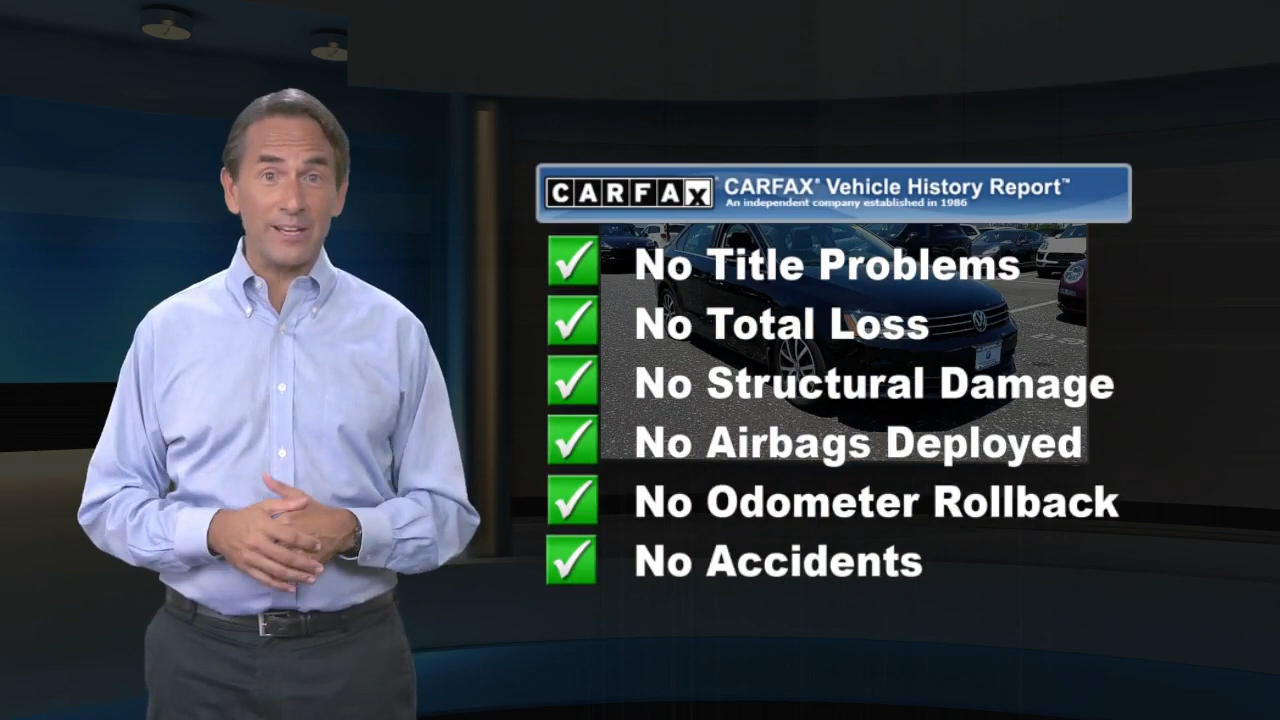 CARFAX® CARFAX® Vehicle History Report™
An independent company established in 1986
No Title Problems
No Total Loss
No Structural Damage
No Airbags Deployed
No Odometer Rollback
No Accidents